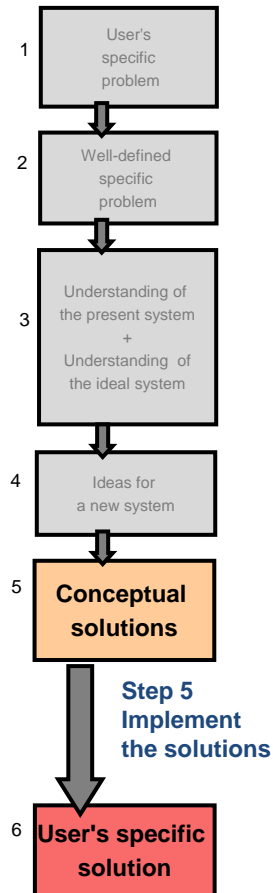 1
User's
specific
problem
2
Well-defined
specific
problem
3
Understanding of
the present system
+
Understanding of
the ideal system
4
Ideas for
a new system
5
Conceptual
solutions
Step 5
Implement
the solutions
6
User's specific
solution